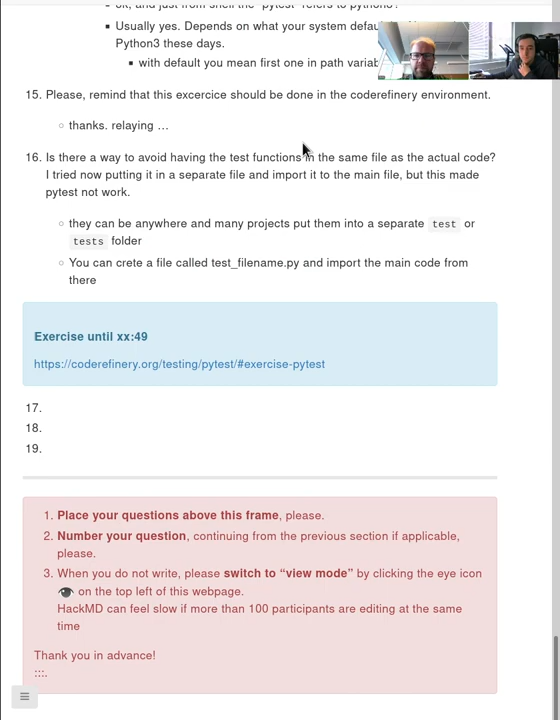 Usually yes. Depends on what your system
Python3 these days.
with default you mean first one in path
15. Please, remind that this excercice should be done in the coderefinery environment.
thanks. relaying …
16. Is there a way to avoid having the test functions in the same file as the actual code?
I tried now putting it in a separate file and import it to the main file, but this made
pytest not work.
they can be anywhere and many projects put them into a separate test or
tests folder
You can crete a file called test_filename.py and import the main code from
there
Exercise until xx:49
https://coderefinery.org/testing/pytest/#exercise-pytest
17.
18.
19.
1. Place your questions above this frame, please.
2. Number your question, continuing from the previous section if applicable,
please.
3. When you do not write, please switch to “view mode” by clicking the eye icon
on the top left of this webpage.
HackMD can feel slow if more than 100 participants are editing at the same
time
Thank you in advance!
:::.